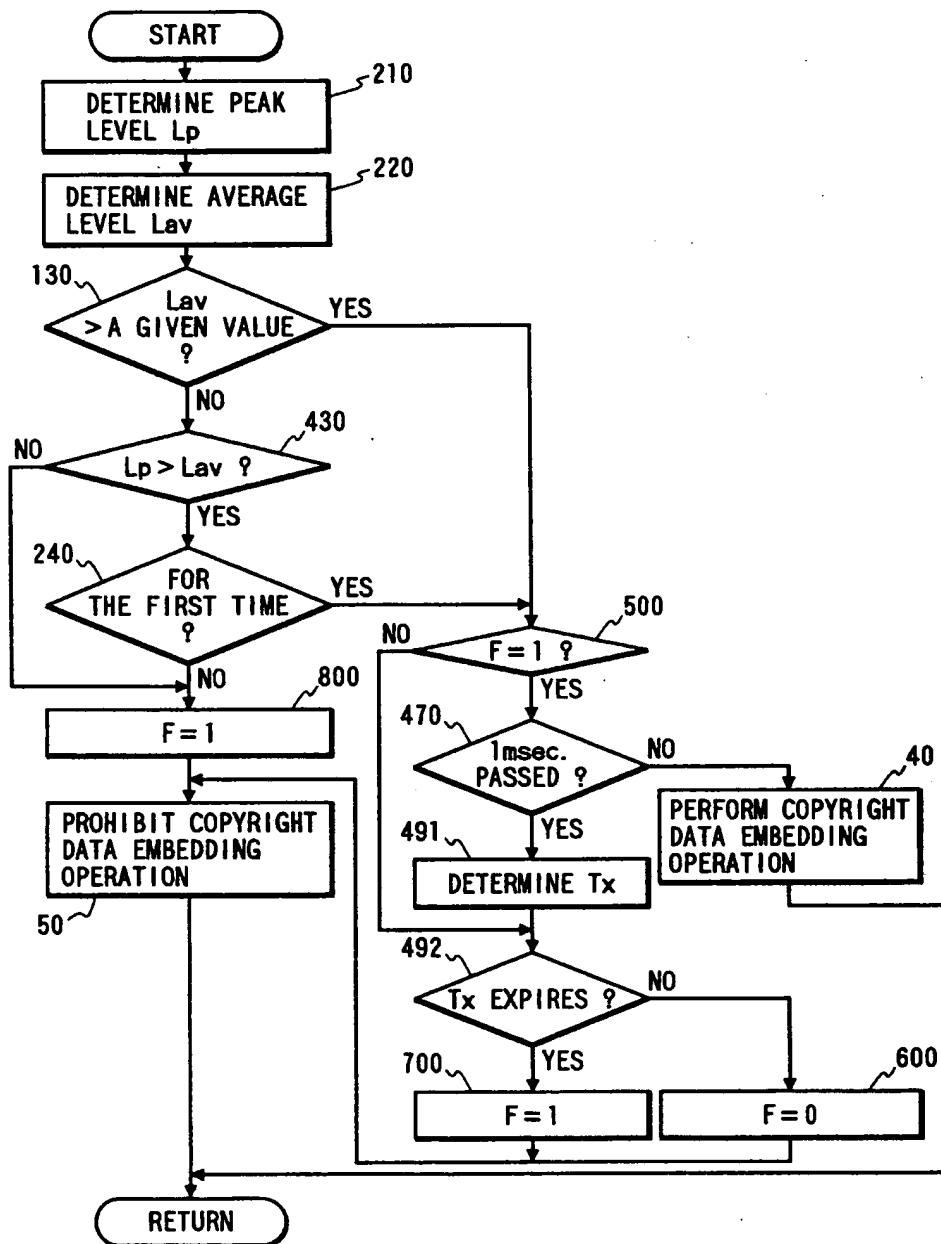 START
210
DETERMINE PEAK
LEVEL Lp
220
DETERMINE AVERAGE
LEVEL Lav
130
Lav
> A GIVEN VALUE
?
YES
NO
430
NO
Lp > Lav ?
YES
240
FOR
THE FIRST TIME
?
YES
NO
500
NO
F = 1 ?
YES
800
F = 1
470
1msec.
PASSED ?
NO
YES
40
PERFORM COPYRIGHT
DATA EMBEDDING
OPERATION
PROHIBIT COPYRIGHT
DATA EMBEDDING
OPERATION
50
491
DETERMINE Tx
492
Tx EXPIRES ?
NO
YES
700
F = 1
600
F = 0
RETURN